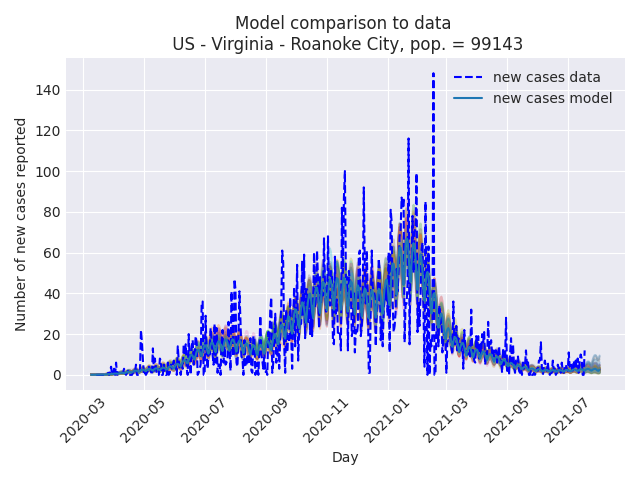 Model comparison to data
US - Virginia - Roanoke City, pop. = 99143
new cases data
new cases model
Number of new cases reported
140
120
100
80
60
40
20
0
2020-03
2020-05
2020-07
2020-09
2020-11
2021-01
2021-03
2021-05
2021-07
Day